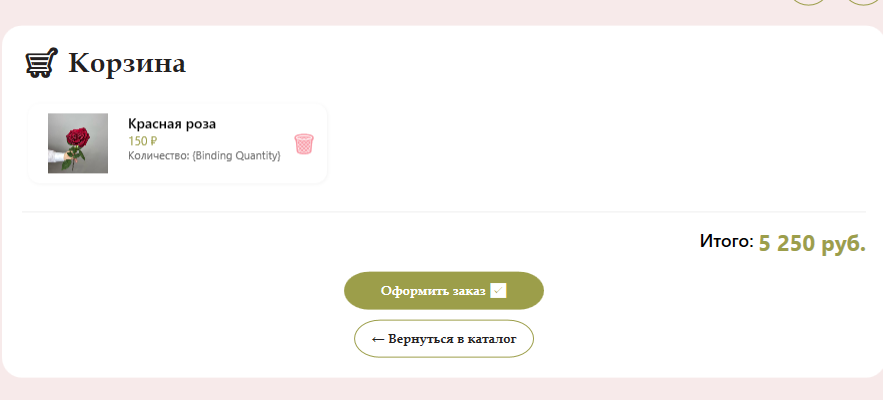 Корзина
Красная роза
150 ₽
Количество: (Binding Quantity)
Итого: 5 250 руб.
Оформить заказ ✅
← Вернуться в каталог